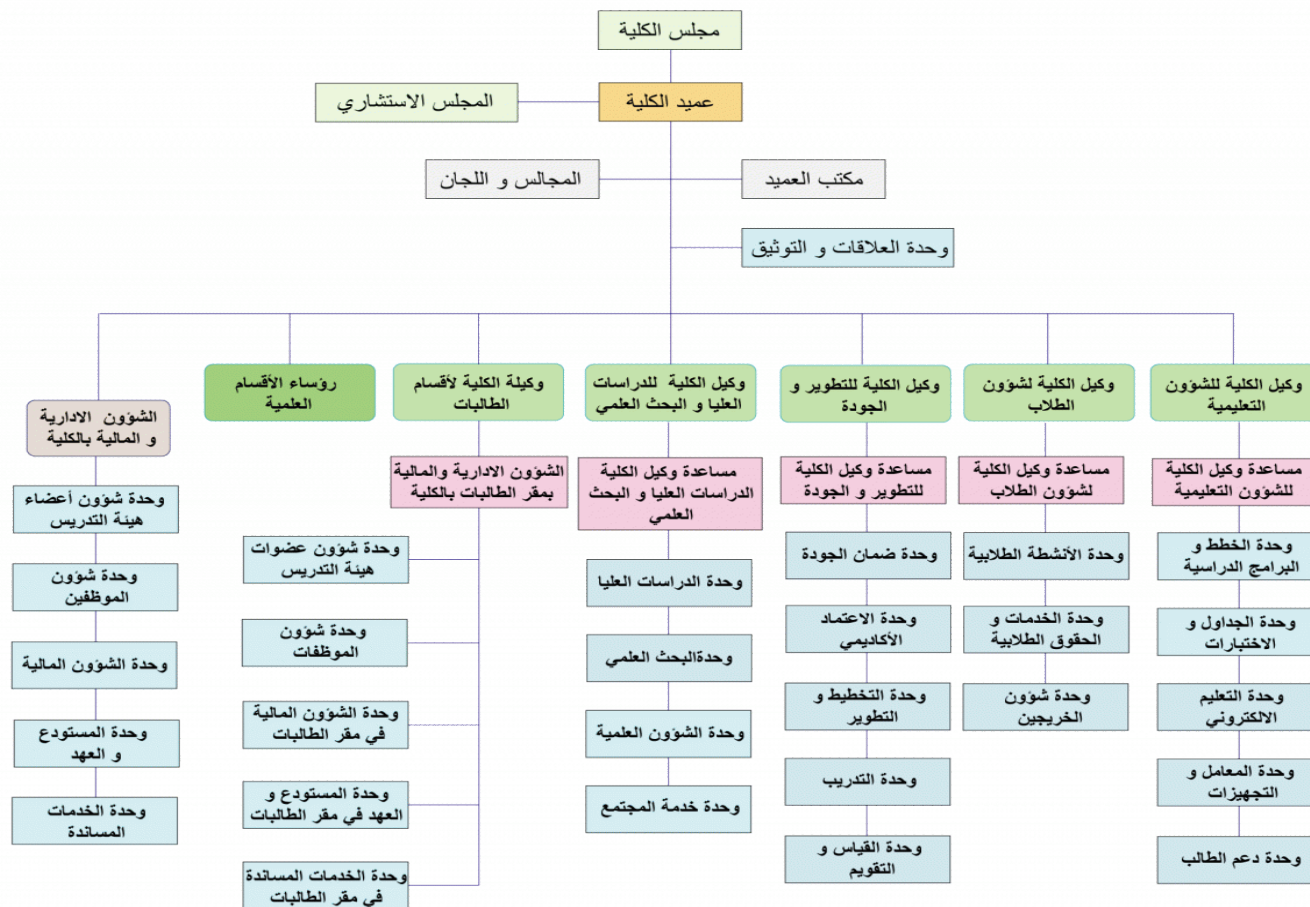 مجلس الكلية
عميد الكلية
المجلس الاستشاري
مكتب العميد
المجالس و اللجان
وحدة العلاقات و التوثيق
وكيل الكلية للشؤون
التعليمية
وكيل الكلية لشؤون
الطلاب
وكيل الكلية للتطوير و
الجودة
وكيل الكلية للدراسات
العليا و البحث العلمي
وكيلة الكلية لأقسام
الطالبات
رؤساء الأقسام
العلمية
الشؤون الادارية
و المالية بالكلية
مساعدة وكيل الكلية
للشؤون التعليمية
وحدة الخطط و
البرامج الدراسية
وحدة الجداول و
الاختبارات
وحدة التعليم
الالكتروني
وحدة المعامل و
التجهيزات
وحدة دعم الطالب
مساعدة وكيل الكلية
لشؤون الطلاب
وحدة الأنشطة الطلابية
وحدة الخدمات و
الحقوق الطلابية
وحدة شؤون
الخريجين
مساعدة وكيل الكلية
للتطوير و الجودة
وحدة ضمان الجودة
وحدة الاعتماد
الأكاديمي
وحدة التخطيط و
التطوير
وحدة التدريب
وحدة القياس و
التقويم
مساعدة وكيل الكلية
الدراسات العليا و البحث
العلمي
وحدة الدراسات العليا
وحدةالبحث العلمي
وحدة الشؤون العلمية
وحدة خدمة المجتمع
الشؤون الادارية والمالية
بمقر الطالبات بالكلية
وحدة شؤون عضوات
هيئة التدريس
وحدة شؤون
الموظفات
وحدة الشؤون المالية
في مقر الطالبات
وحدة المستودع و
العهد في مقر الطالبات
وحدة الخدمات المساندة
في مقر الطالبات
وحدة شؤون أعضاء
هيئة التدريس
وحدة شؤون
الموظفين
وحدة الشؤون المالية
وحدة المستودع
و العهد
وحدة الخدمات
المساندة